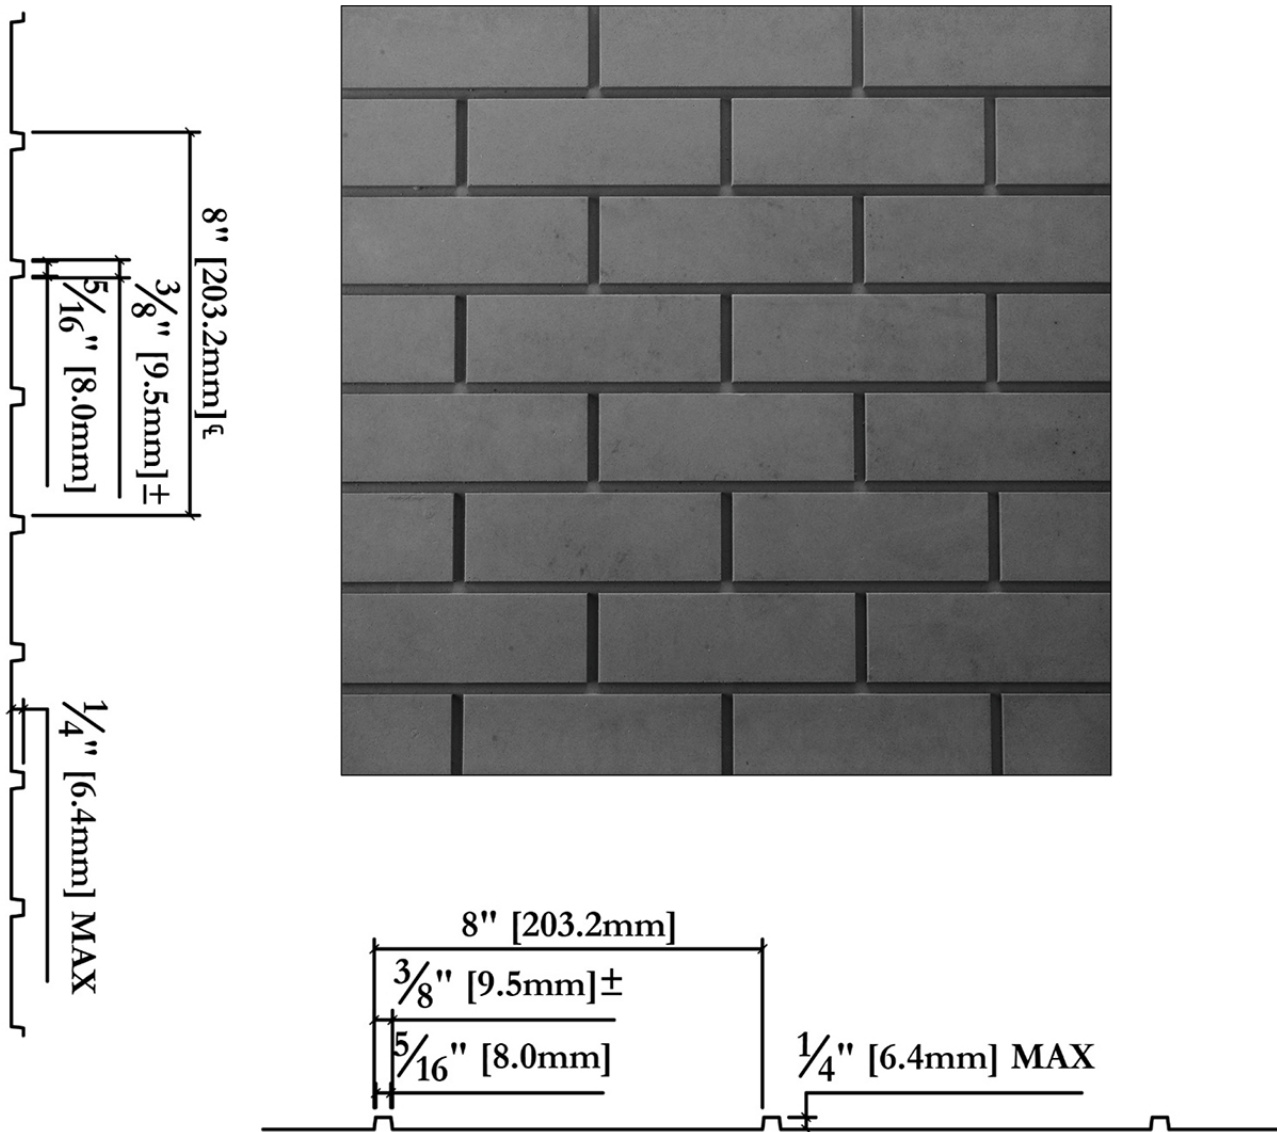 8" [203.2mm]℄
3/8" [9.5mm]±
5/16" [8.0mm]
1/4" [6.4mm] MAX
8" [203.2mm]
3/8" [9.5mm]±
5/16" [8.0mm]
1/4" [6.4mm] MAX